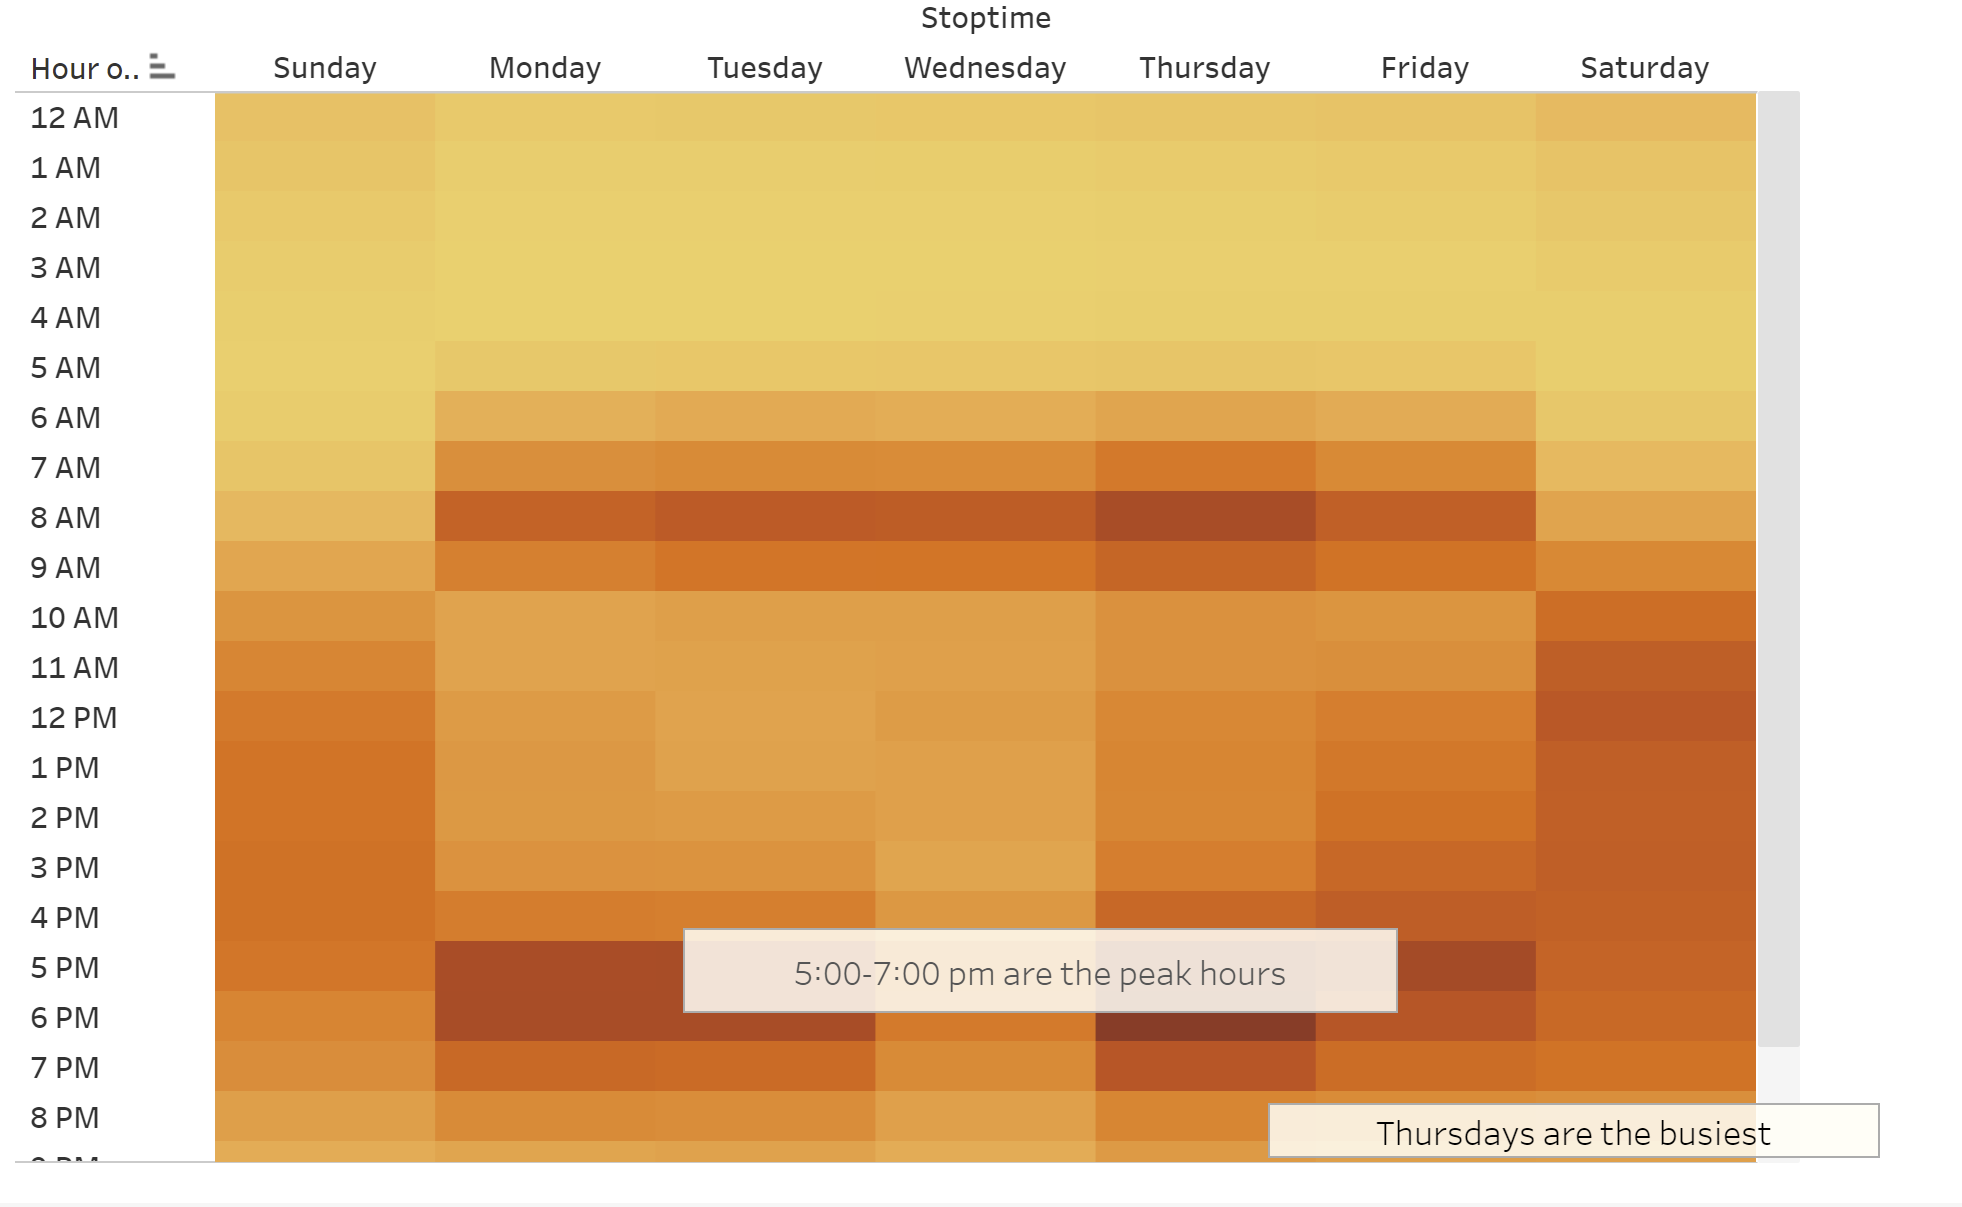 Stoptime
Hour o.. Sunday Monday Tuesday Wednesday Thursday Friday Saturday
12 AM
1 AM
2 AM
3 AM
4 AM
5 AM
6 AM
7 AM
8 AM
9 AM
10 AM
11 AM
12 PM
1 PM
2 PM
3 PM
4 PM
5 PM
5:00-7:00 pm are the peak hours
6 PM
7 PM
8 PM
Thursdays are the busiest